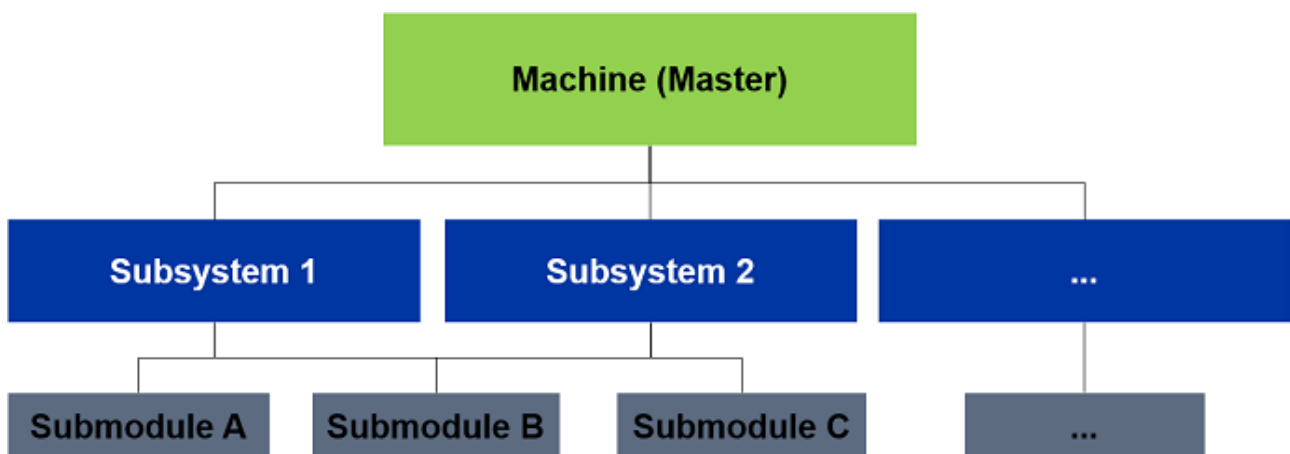 Machine (Master)
Subsystem 1
Subsystem 2
...
Submodule A
Submodule B
Submodule C
...